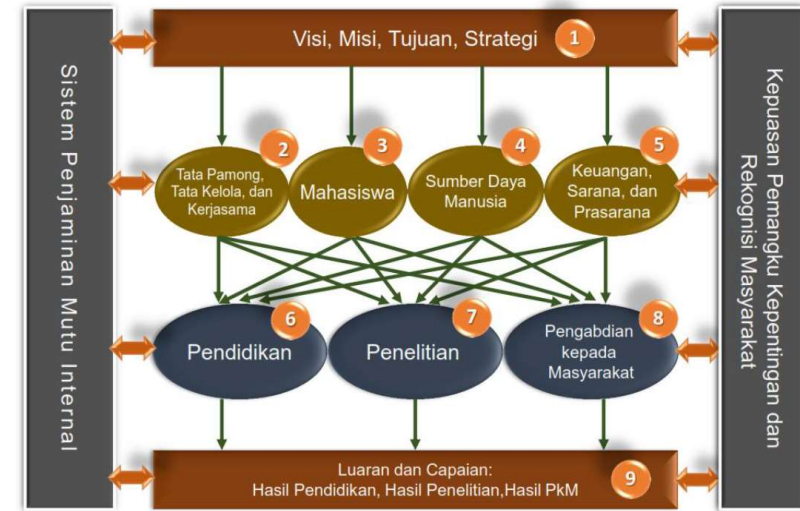 Sistem Penjaminan Mutu Internal
Visi, Misi, Tujuan, Strategi
1
2
Tata Pamong,
Tata Kelola, dan
Kerjasama
3
Mahasiswa
4
Sumber Daya
Manusia
5
Keuangan,
Sarana, dan
Prasarana
6
Pendidikan
7
Penelitian
8
Pengabdian
kepada
Masyarakat
Luaran dan Capaian:
Hasil Pendidikan, Hasil Penelitian,Hasil PkM
9
Kepuasan Pemangku Kepentingan dan
Rekognisi Masyarakat